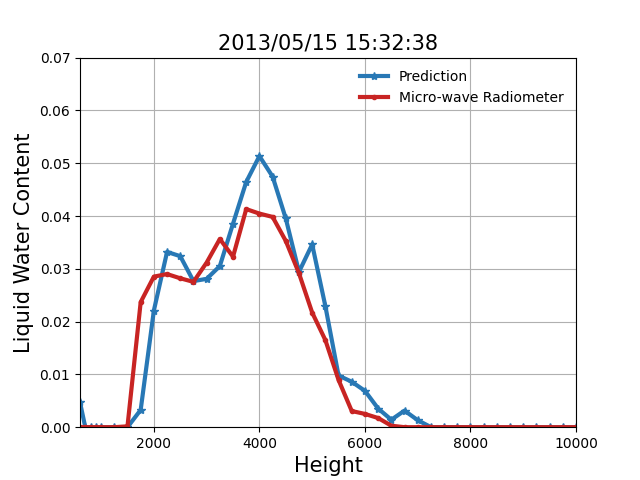 2013/05/15 15:32:38
Prediction
Micro-wave Radiometer
Liquid Water Content
0.07
0.06
0.05
0.04
0.03
0.02
0.01
0.00
2000 4000 6000 8000 10000
Height